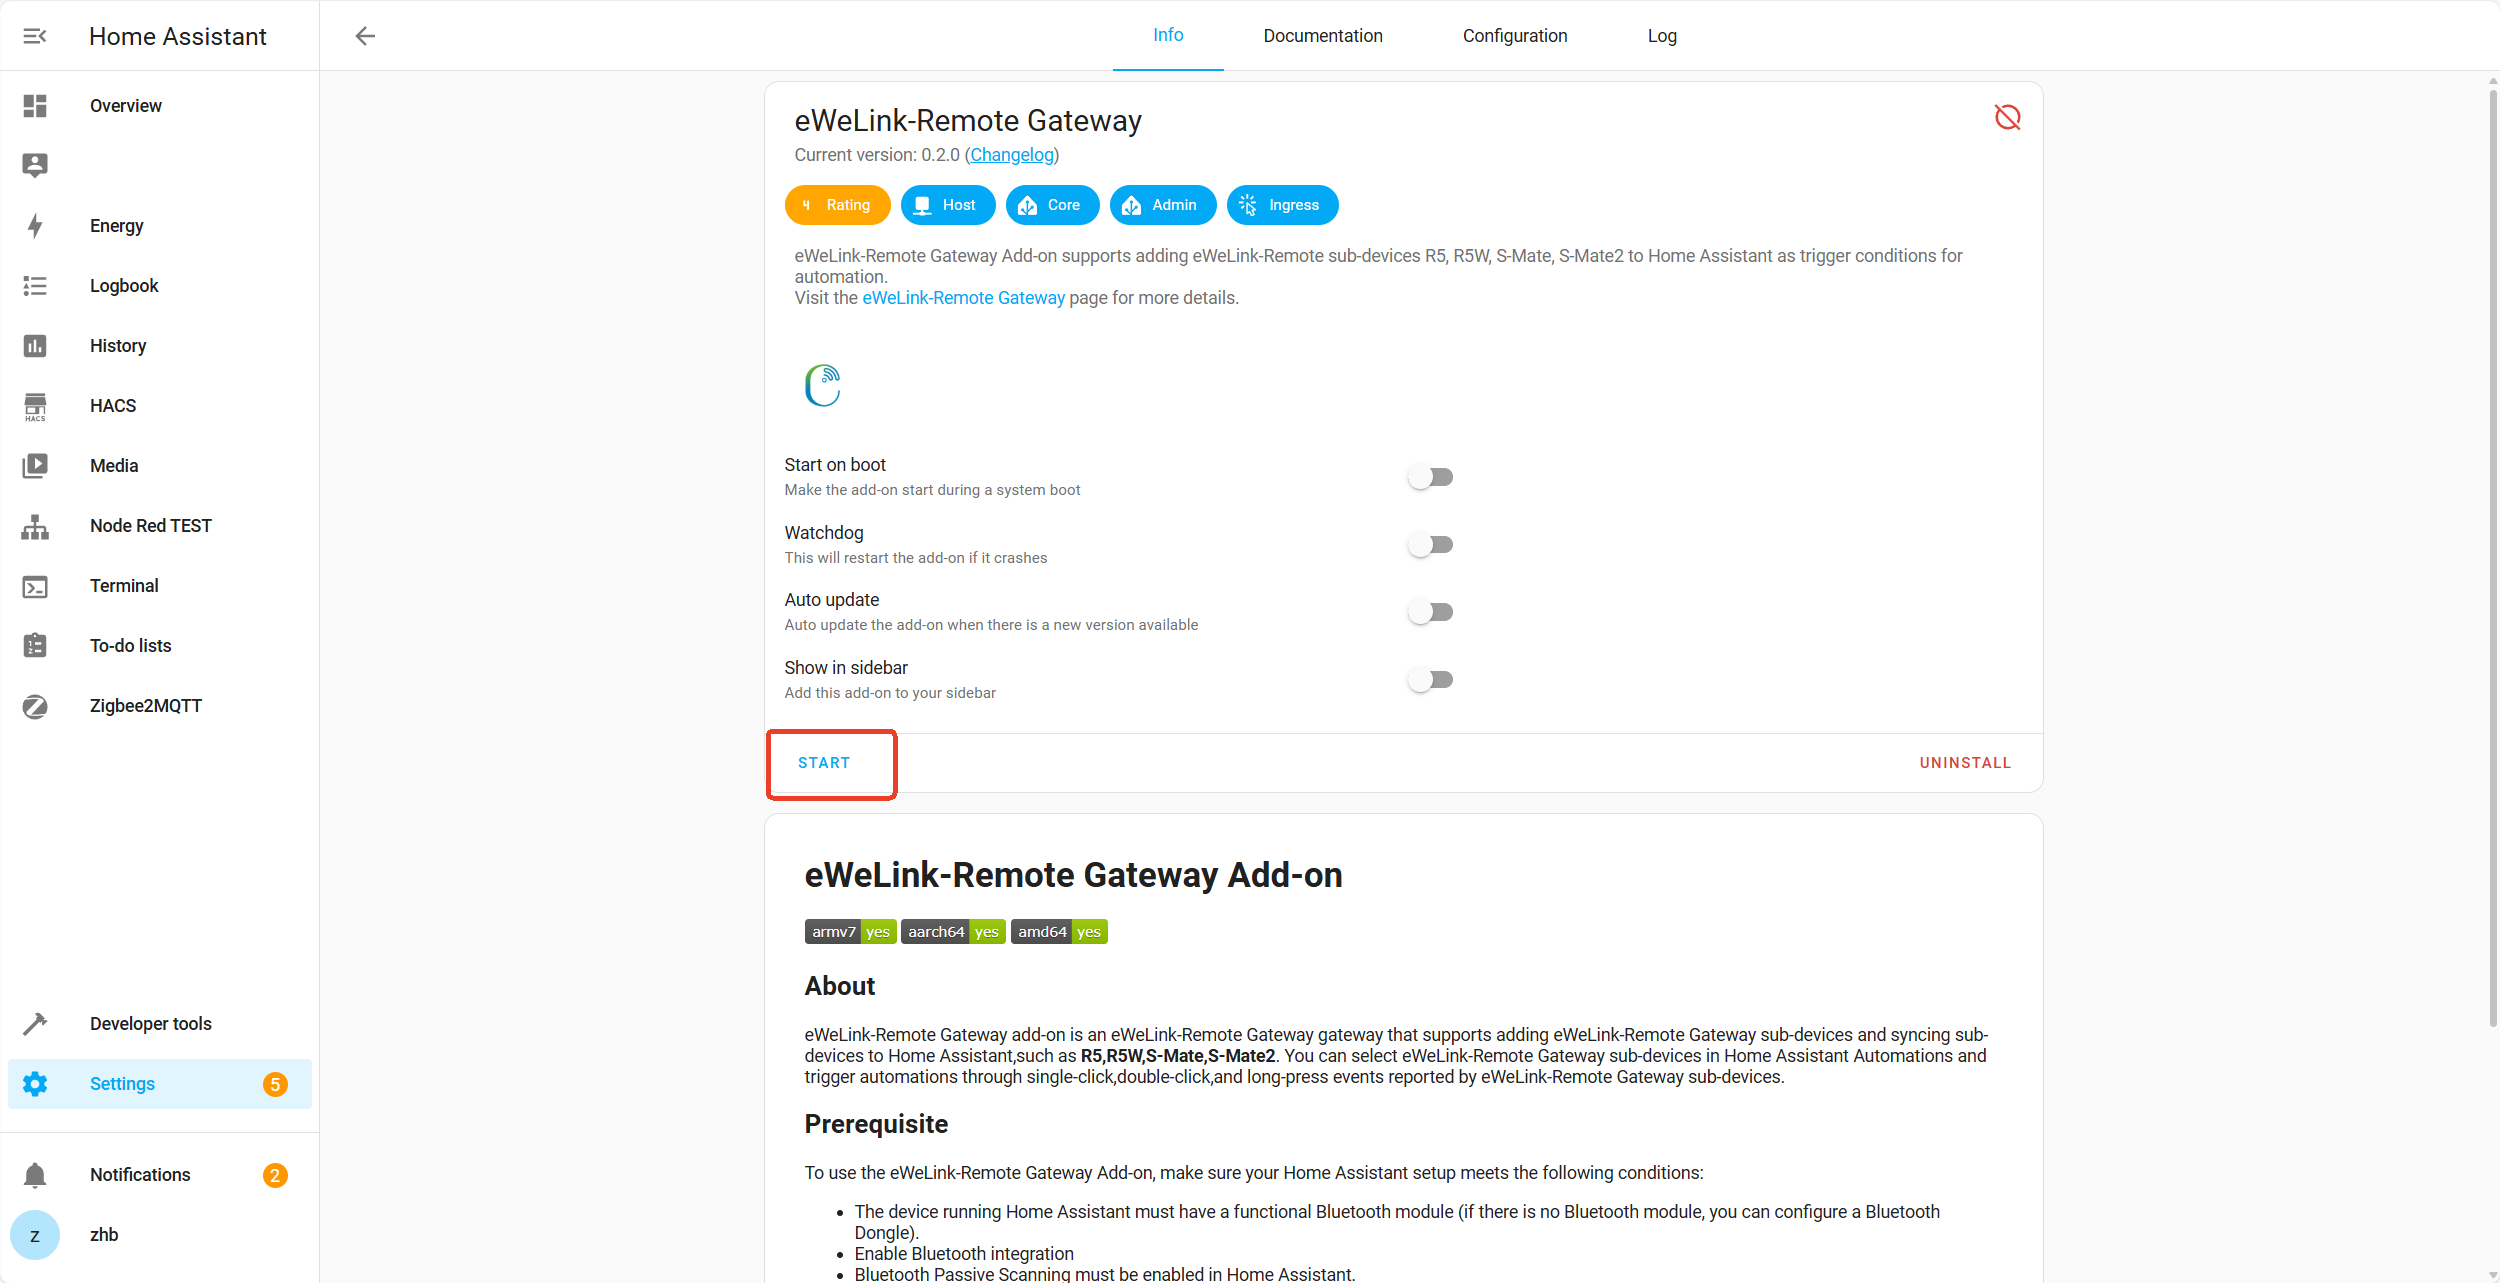 Home Assistant
Info
Documentation
Configuration
Log
Overview
Energy
Logbook
History
HACS
HACS
Media
Node Red TEST
Terminal
To-do lists
Zigbee2MQTT
Developer tools
Settings
5
Notifications
2
z
zhb
eWeLink-Remote Gateway
Current version: 0.2.0 (Changelog)
4 Rating
Host
Core
Admin
Ingress
eWeLink-Remote Gateway Add-on supports adding eWeLink-Remote sub-devices R5, R5W, S-Mate, S-Mate2 to Home Assistant as trigger conditions for
automation.
Visit the eWeLink-Remote Gateway page for more details.
Start on boot
Make the add-on start during a system boot
Watchdog
This will restart the add-on if it crashes
Auto update
Auto update the add-on when there is a new version available
Show in sidebar
Add this add-on to your sidebar
START
UNINSTALL
eWeLink-Remote Gateway Add-on
armv7 yes aarch64 yes amd64 yes
About
eWeLink-Remote Gateway add-on is an eWeLink-Remote Gateway gateway that supports adding eWeLink-Remote Gateway sub-devices and syncing sub-
devices to Home Assistant,such as R5,R5W,S-Mate,S-Mate2. You can select eWeLink-Remote Gateway sub-devices in Home Assistant Automations and
trigger automations through single-click,double-click,and long-press events reported by eWeLink-Remote Gateway sub-devices.
Prerequisite
To use the eWeLink-Remote Gateway Add-on, make sure your Home Assistant setup meets the following conditions:
• The device running Home Assistant must have a functional Bluetooth module (if there is no Bluetooth module, you can configure a Bluetooth
Dongle).
• Enable Bluetooth integration
• Bluetooth Passive Scanning must be enabled in Home Assistant.